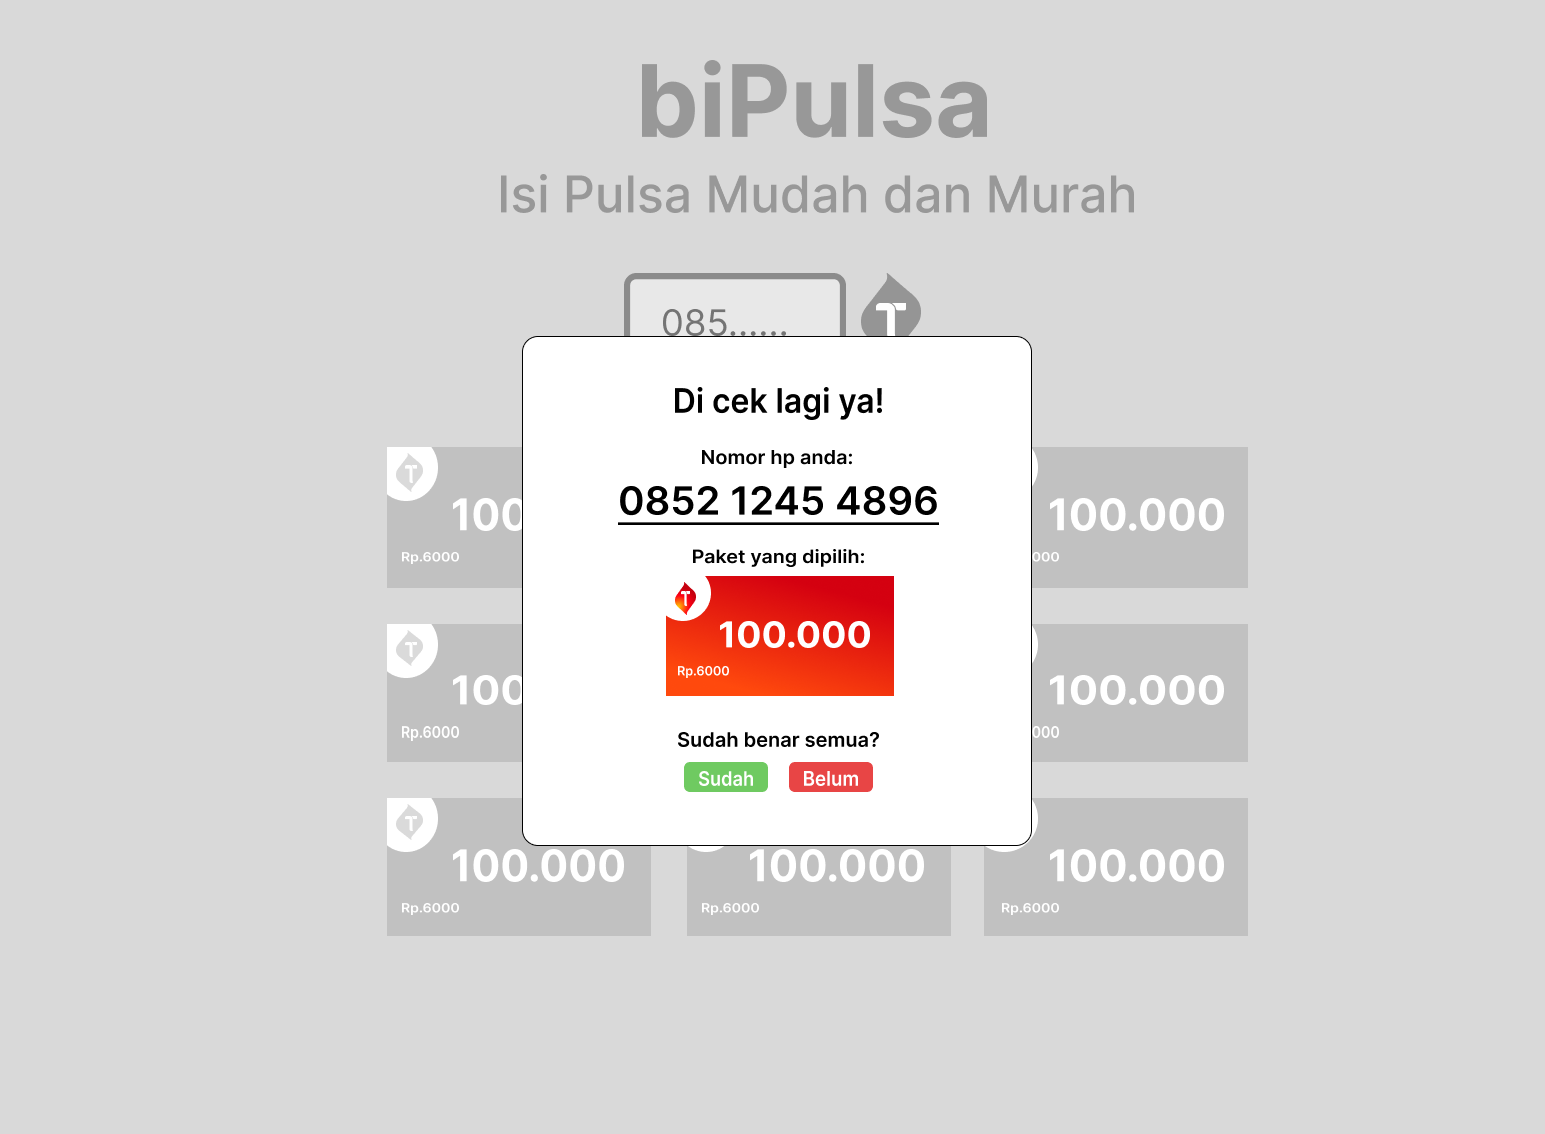 biPulsa
Isi Pulsa Mudah dan Murah
085......
T
Di cek lagi ya!
Nomor hp anda:
0852 1245 4896
Paket yang dipilih:
T
100.000
Rp.6000
Sudah benar semua?
Sudah
Belum
T
100
Rp.6000
100.000
000
T
100
Rp.6000
100.000
000
T
100.000
Rp.6000
100.000
Rp.6000
100.000
Rp.6000